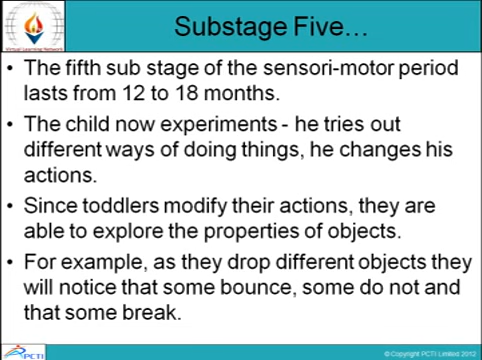 Substage Five...
Virtual Learning Network
• The fifth sub stage of the sensori-motor period
lasts from 12 to 18 months.
• The child now experiments - he tries out
different ways of doing things, he changes his
actions.
• Since toddlers modify their actions, they are
able to explore the properties of objects.
• For example, as they drop different objects they
will notice that some bounce, some do not and
that some break.
PCTI
© Copyright PCTI Limited 2012